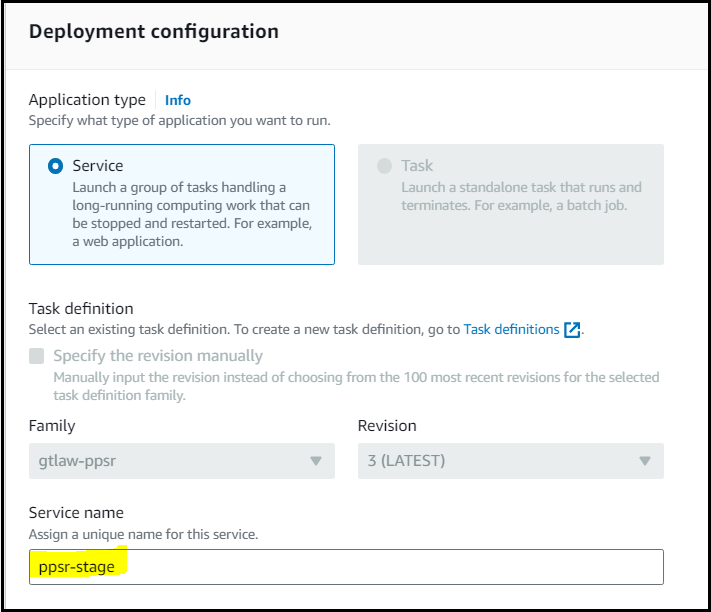 Deployment configuration
Application type
Info
Specify what type of application you want to run.
Service
Launch a group of tasks handling a
long-running computing work that can
be stopped and restarted. For example,
a web application.
Task
Launch a standalone task that runs and
terminates. For example, a batch job.
Task definition
Select an existing task definition. To create a new task definition, go to Task definitions.
Specify the revision manually
Manually input the revision instead of choosing from the 100 most recent revisions for the selected
task definition family.
Family
gtlaw-ppsr
Revision
3 (LATEST)
Service name
Assign a unique name for this service.
ppsr-stage